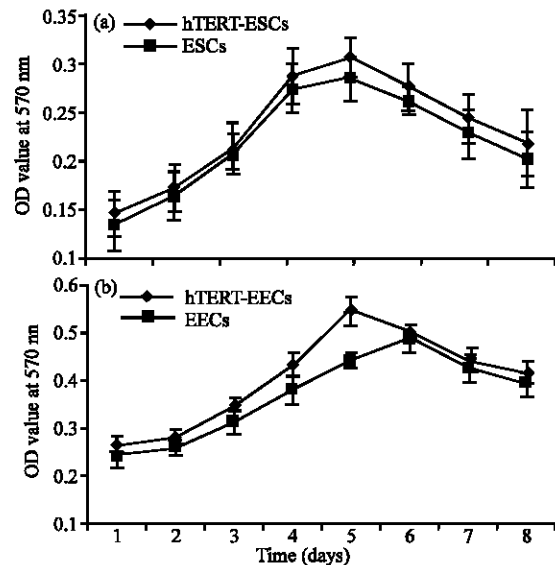 (a)
hTERT-ESCs
ESCs
0.35
0.3
0.25
0.2
0.15
0.1
OD value at 570 nm
(b)
hTERT-EECs
EECs
0.6
0.5
0.4
0.3
0.2
0.1
OD value at 570 nm
1 2 3 4 5 6 7 8
Time (days)